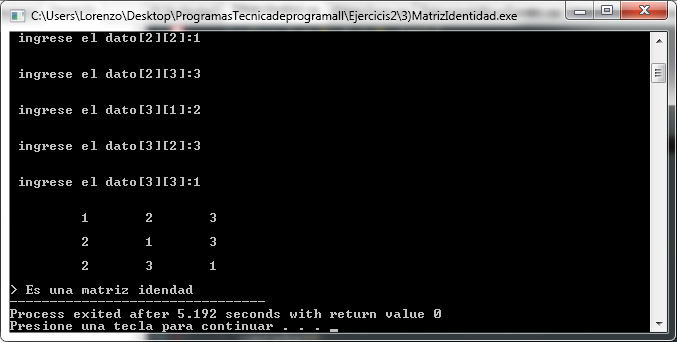 C:\Users\Lorenzo\Desktop\ProgramasTecnicadeprogramaII\Ejercicis2\3)MatrizIdentidad.exe
ingrese el dato[2][2]:1
ingrese el dato[2][3]:3
ingrese el dato[3][1]:2
ingrese el dato[3][2]:3
ingrese el dato[3][3]:1
1 2 3
2 1 3
2 3 1
> Es una matriz idendad
--------------------------------
Process exited after 5.192 seconds with return value 0
Presione una tecla para continuar . . . _